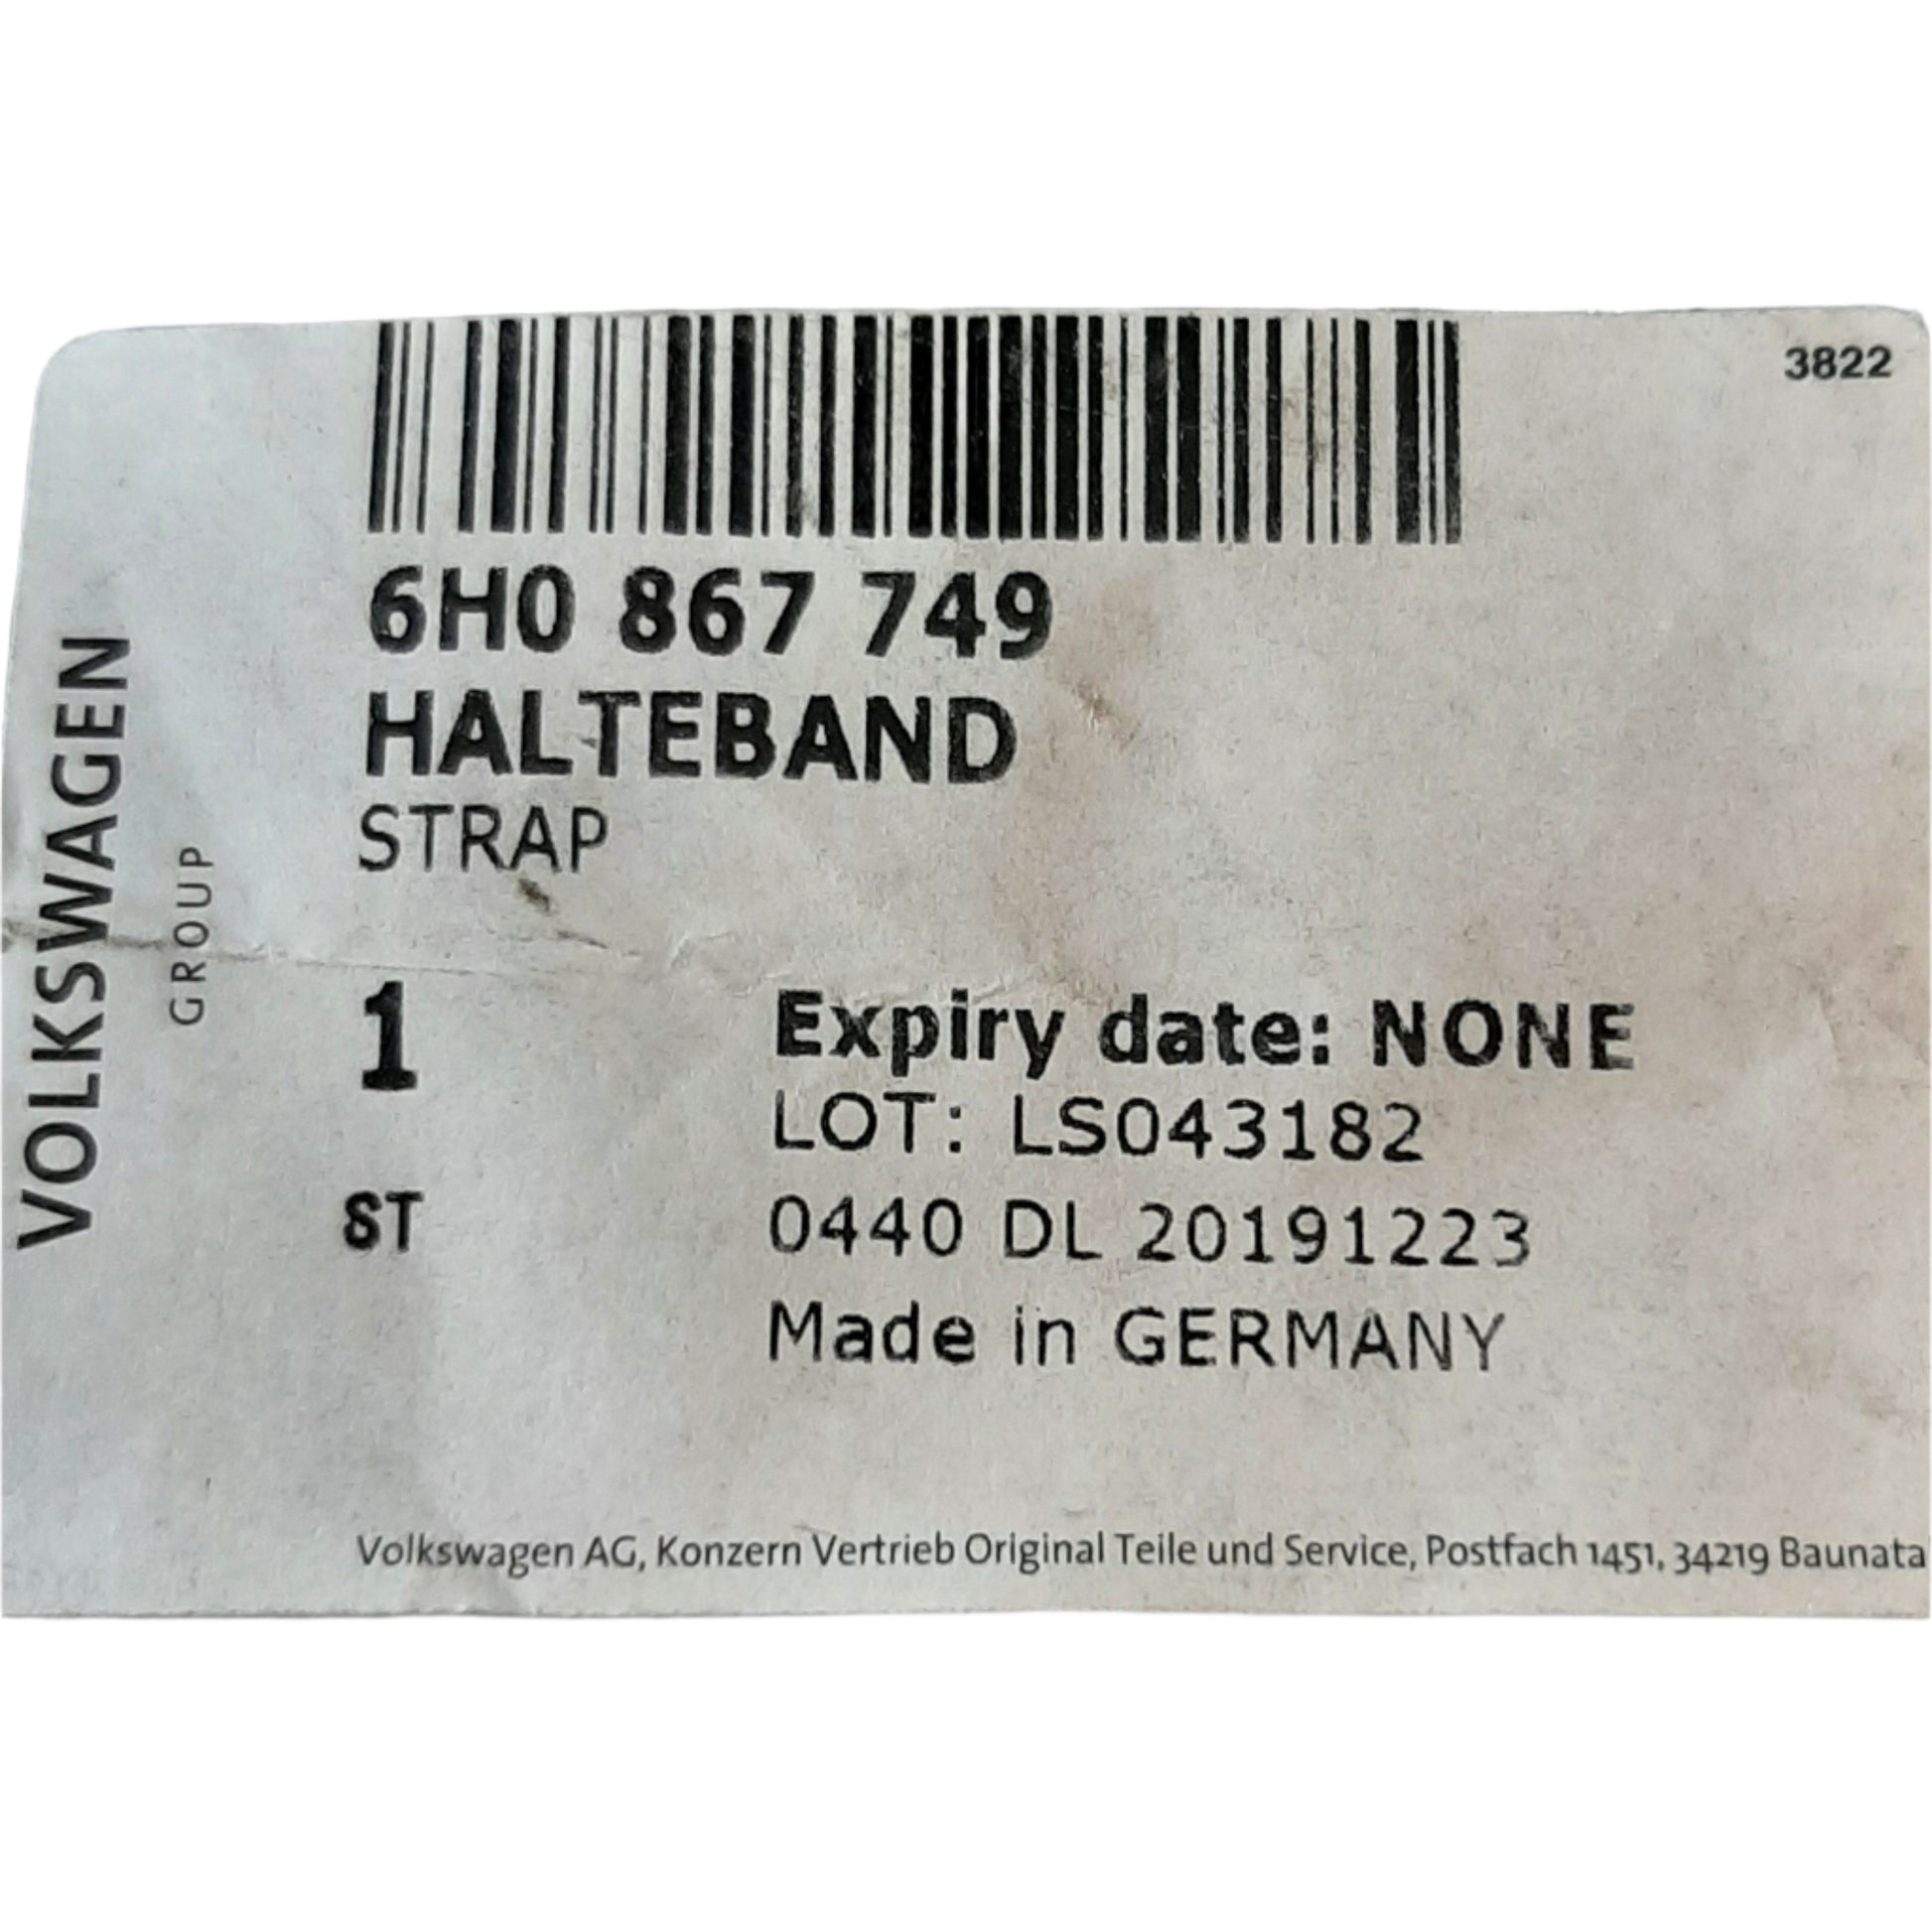 3822
6H0 867 749
HALTEBAND
STRAP
VOLKSWAGEN
GROUP
1
Expiry date: NONE
LOT: LS043182
ST
0440 DL 20191223
Made in GERMANY
Volkswagen AG, Konzern Vertrieb Original Teile und Service, Postfach 1451, 34219 Baunata